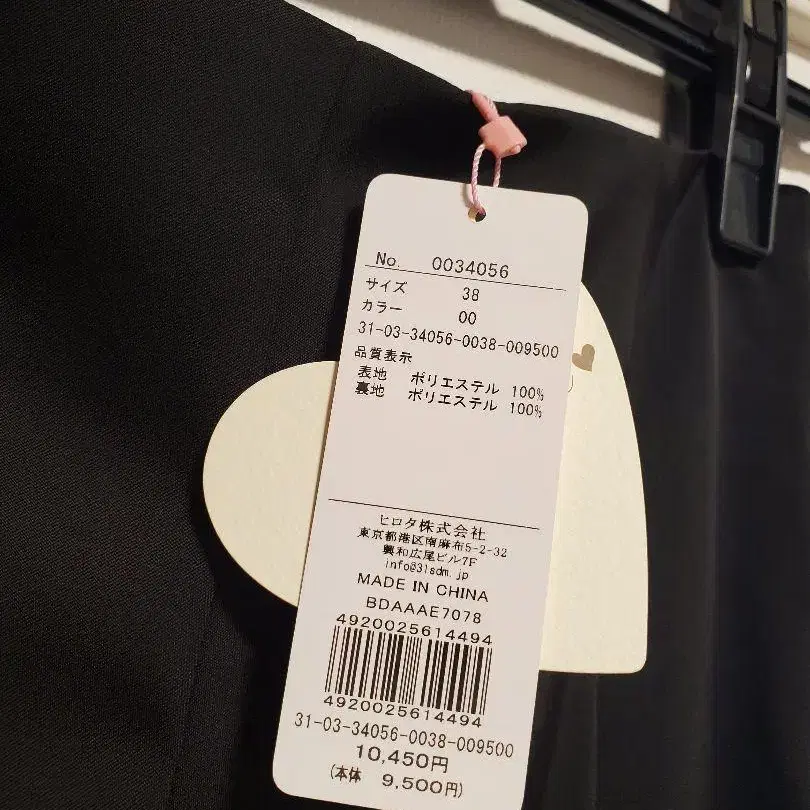 No. 0034056
サイズ 38
カラー 00
31-03-34056-0038-009500
品質表示
表地 ポリエステル 100%
裏地 ポリエステル 100%
ヒロタ株式会社
東京都港区南麻布5-2-32
興和広尾ビル7F
info@31sdm.jp
MADE IN CHINA
BDAAAE7078
4920025614494
4920025614494
31-03-34056-0038-009500
10,450円
(本体 9,500円)